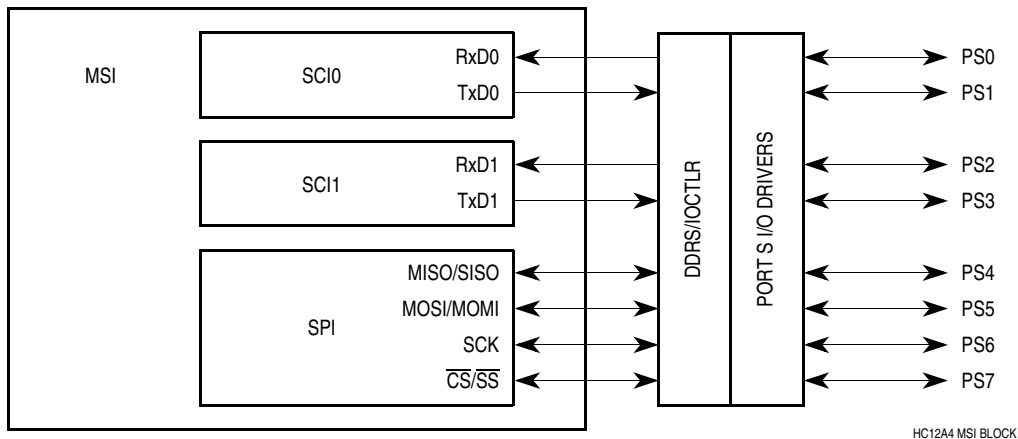 MSI
SCI0
RxD0
TxD0
SCI1
RxD1
TxD1
SPI
MISO/SISO
MOSI/MOMI
SCK
CS/SS
DDRS/IOCTLR
PORT S I/O DRIVERS
PS0
PS1
PS2
PS3
PS4
PS5
PS6
PS7
HC12A4 MSI BLOCK